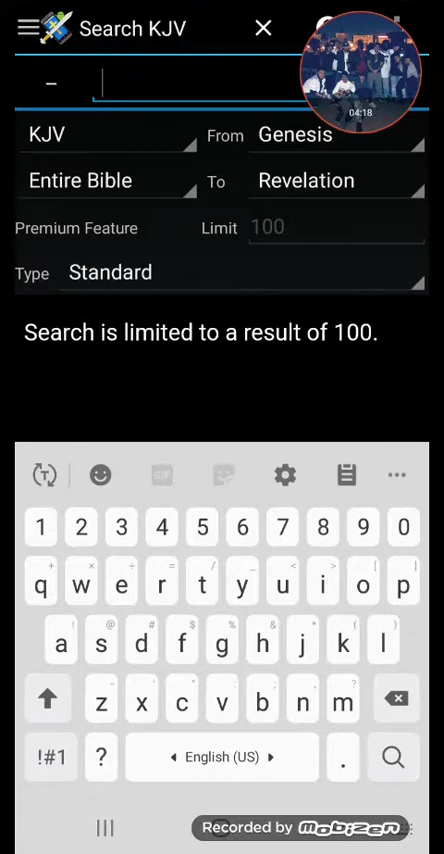 Search KJV
04:18
KJV From Genesis
Entire Bible To Revelation
Premium Feature Limit 100
Type Standard
Search is limited to a result of 100.
GIF
1 2 3 4 5 6 7 8 9 0
q w e r t y u i o p
a s d f g h j k l
z x c v b n m
!#1 ? English (US) .
Recorded by mobizen